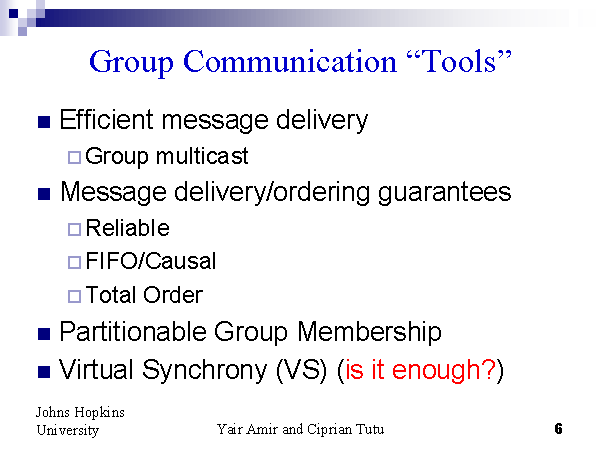 Group Communication “Tools”
Efficient message delivery
Group multicast
Message delivery/ordering guarantees
Reliable
FIFO/Causal
Total Order
Partitionable Group Membership
Virtual Synchrony (VS) (is it enough?)
Johns Hopkins
University
Yair Amir and Ciprian Tutu
6